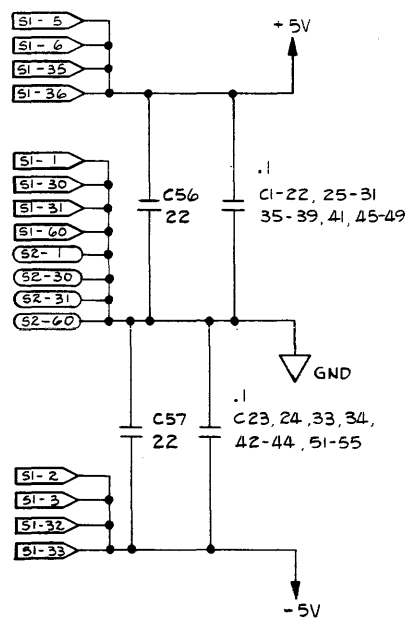 S1-5
+5V
S1-6
S1-35
S1-36
S1-1
S1-30
S1-31
S1-60
S2-1
S2-30
S2-31
S2-60
C56
22
.1
C1-22, 25-31
35-39, 41, 45-49
GND
C57
22
.1
C23, 24, 33, 34,
42-44, 51-55
S1-2
S1-3
S1-32
S1-33
-5V